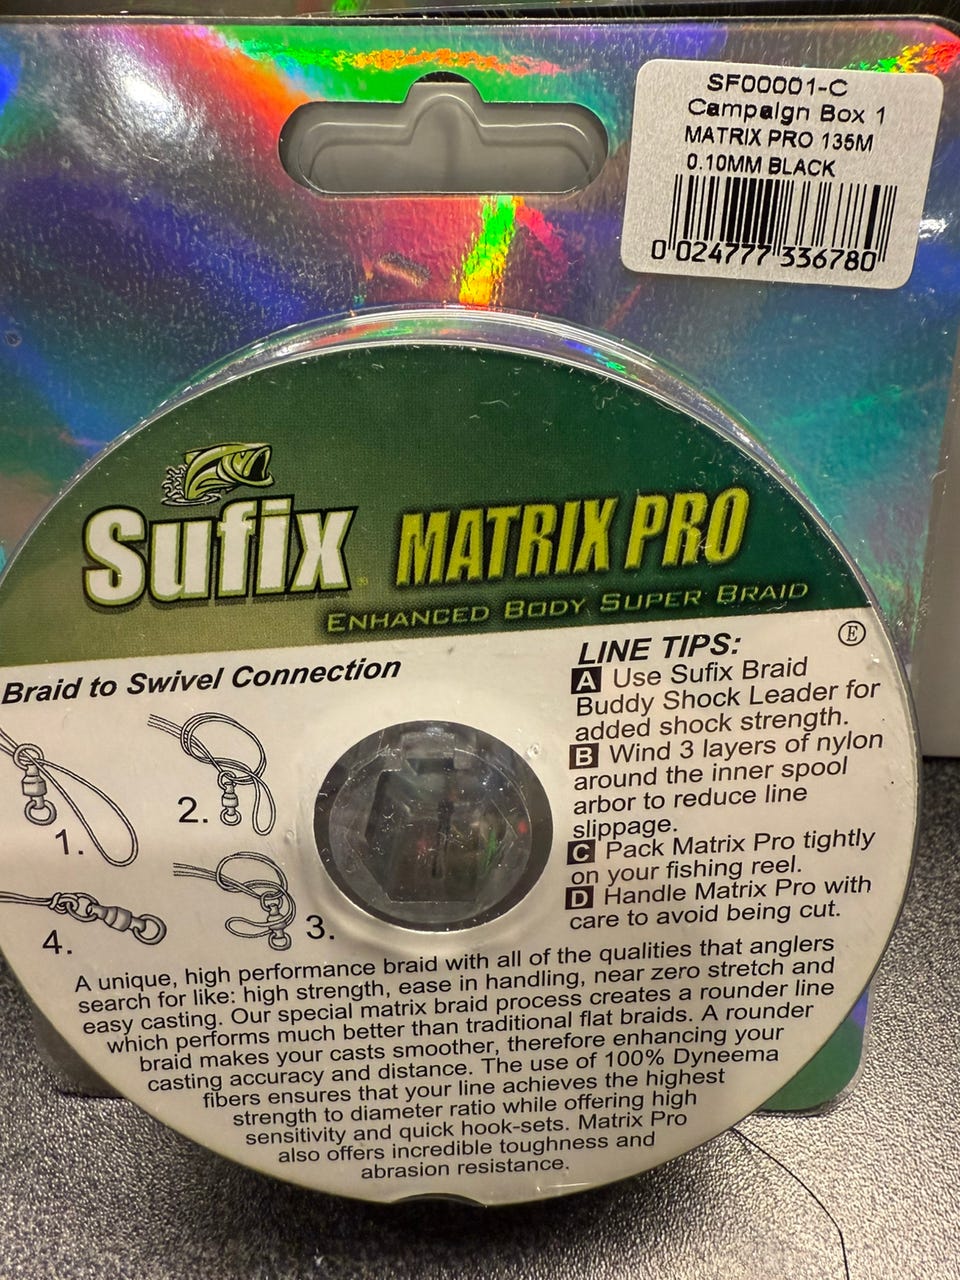 SF00001-C
Campaign Box 1
MATRIX PRO 135M
0.10MM BLACK
0 024777 336780
Sufix ®
MATRIX PRO
ENHANCED BODY SUPER BRAID
E
Braid to Swivel Connection
1.
2.
3.
4.
LINE TIPS:
A Use Sufix Braid
Buddy Shock Leader for
added shock strength.
B Wind 3 layers of nylon
around the inner spool
arbor to reduce line
slippage.
C Pack Matrix Pro tightly
on your fishing reel.
D Handle Matrix Pro with
care to avoid being cut.
A unique, high performance braid with all of the qualities that anglers
search for like: high strength, ease in handling, near zero stretch and
easy casting. Our special matrix braid process creates a rounder line
which performs much better than traditional flat braids. A rounder
braid makes your casts smoother, therefore enhancing your
casting accuracy and distance. The use of 100% Dyneema
fibers ensures that your line achieves the highest
strength to diameter ratio while offering high
sensitivity and quick hook-sets. Matrix Pro
also offers incredible toughness and
abrasion resistance.